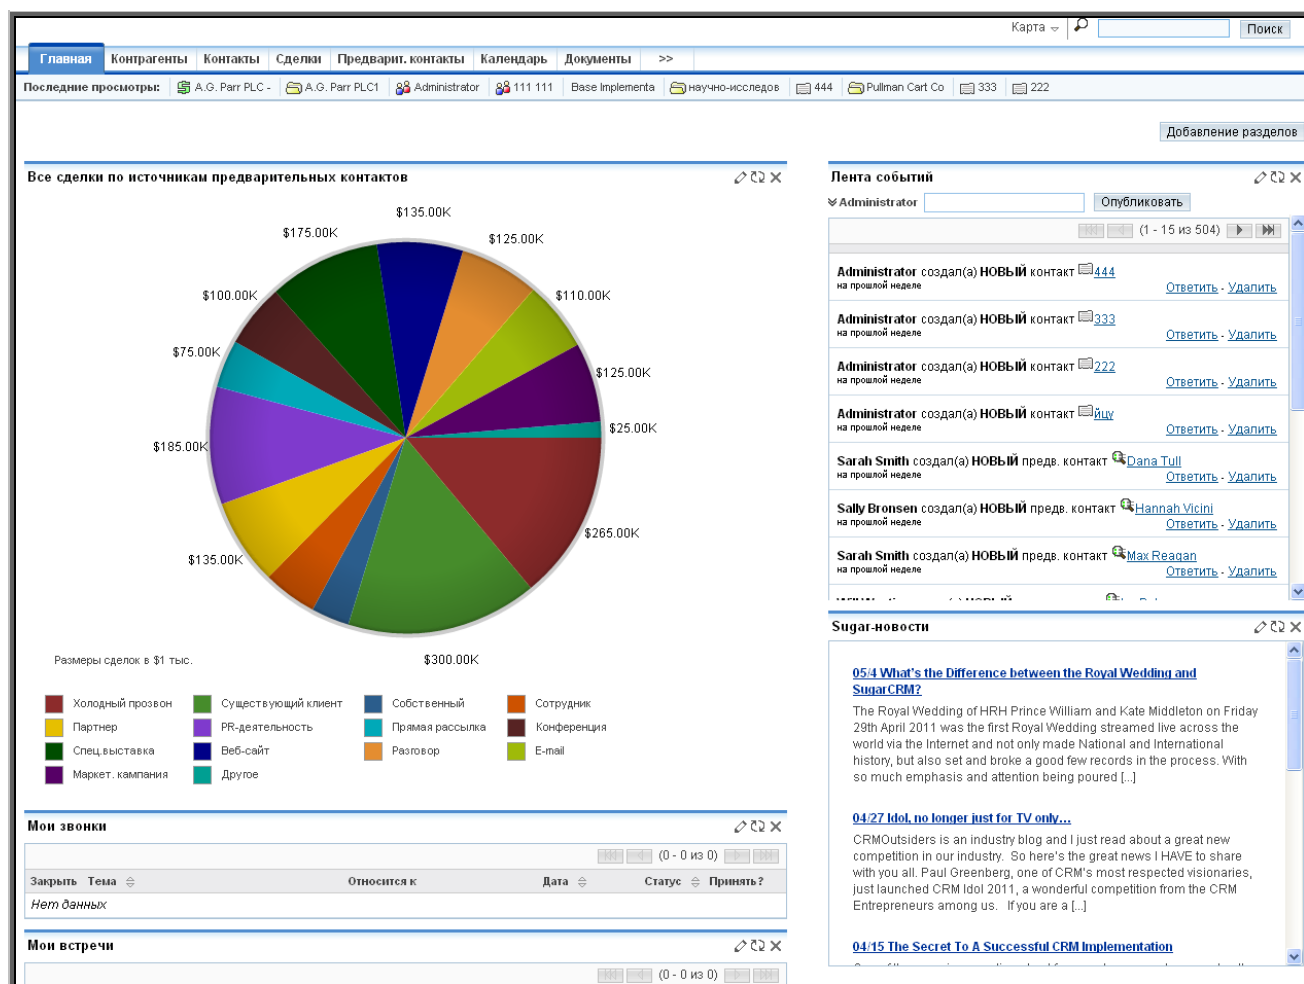 Карта
Поиск
Главная Контрагенты Контакты Сделки Предварит. контакты Календарь Документы >>
Последние просмотры: A.G. Parr PLC - A.G. Parr PLC1 Administrator 111 111 Base Implementa научно-исследов 444 Pullman Cart Co 333 222
Добавление разделов
Все сделки по источникам предварительных контактов
$135.00K
$175.00K
$125.00K
$100.00K
$110.00K
$75.00K
$125.00K
$25.00K
$185.00K
$265.00K
$135.00K
$300.00K
Размеры сделок в $1 тыс.
Холодный прозвон Существующий клиент Собственный Сотрудник
Партнер PR-деятельность Прямая рассылка Конференция
Спец.выставка Веб-сайт Разговор E-mail
Маркет. кампания Другое
Мои звонки
(0 - 0 из 0)
Закрыть Тема Относится к Дата Статус Принять?
Нет данных
Мои встречи
(0 - 0 из 0)
Лента событий
Administrator Опубликовать
(1 - 15 из 504)
Administrator создал(а) НОВЫЙ контакт 444
на прошлой неделе
Ответить - Удалить
Administrator создал(а) НОВЫЙ контакт 333
на прошлой неделе
Ответить - Удалить
Administrator создал(а) НОВЫЙ контакт 222
на прошлой неделе
Ответить - Удалить
Administrator создал(а) НОВЫЙ контакт йцу
на прошлой неделе
Ответить - Удалить
Sarah Smith создал(а) НОВЫЙ предв. контакт Dana Tull
на прошлой неделе
Ответить - Удалить
Sally Bronsen создал(а) НОВЫЙ предв. контакт Hannah Vicini
на прошлой неделе
Ответить - Удалить
Sarah Smith создал(а) НОВЫЙ предв. контакт Max Reagan
на прошлой неделе
Ответить - Удалить
Sugar-новости
05/4 What's the Difference between the Royal Wedding and
SugarCRM?
The Royal Wedding of HRH Prince William and Kate Middleton on Friday
29th April 2011 was the first Royal Wedding streamed live across the
world via the Internet and not only made National and International
history, but also set and broke a good few records in the process. With
so much emphasis and attention being poured [...]
04/27 Idol, no longer just for TV only…
CRMOutsiders is an industry blog and I just read about a great new
competition in our industry. So here's the great news I HAVE to share
with you all. Paul Greenberg, one of CRM's most respected visionaries,
just launched CRM Idol 2011, a wonderful competition from the CRM
Entrepreneurs among us. If you are a [...]
04/15 The Secret To A Successful CRM Implementation